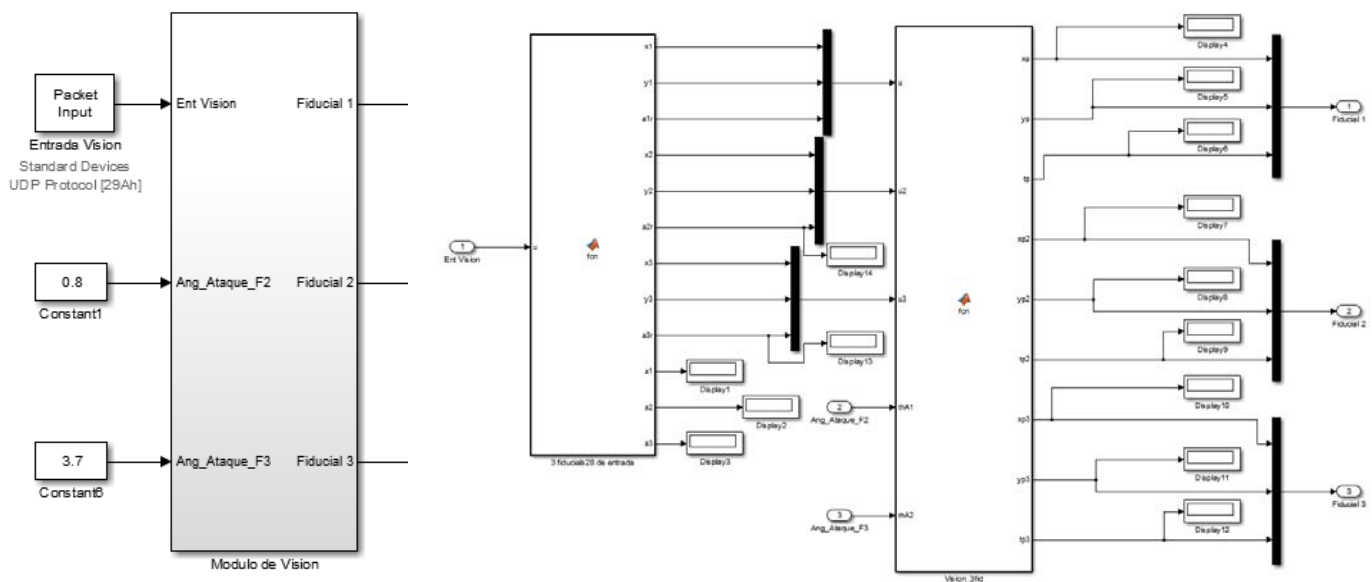 Packet
Input
Entrada Vision
Standard Devices
UDP Protocol [29Ah]
0.8
Constant1
3.7
Constant6
Ent Vision
Fiducial 1
Ang_Ataque_F2
Fiducial 2
Ang_Ataque_F3
Fiducial 3
Modulo de Vision
1
Ent Vision
u
fcn
x1
y1
a1r
x2
y2
a2r
x3
y3
a3r
a1
a2
a3
3 fiducials28 de entrada
Display14
Display13
Display1
Display2
Display3
2
Ang_Ataque_F2
3
Ang_Ataque_F3
u
u2
u3
thA1
thA2
fcn
xp
yp
tp
xp2
yp2
tp2
xp3
yp3
tp3
Vision_3fid
Display4
Display5
Display6
Display7
Display8
Display9
Display10
Display11
Display12
1
Fiducial 1
2
Fiducial 2
3
Fiducial 3